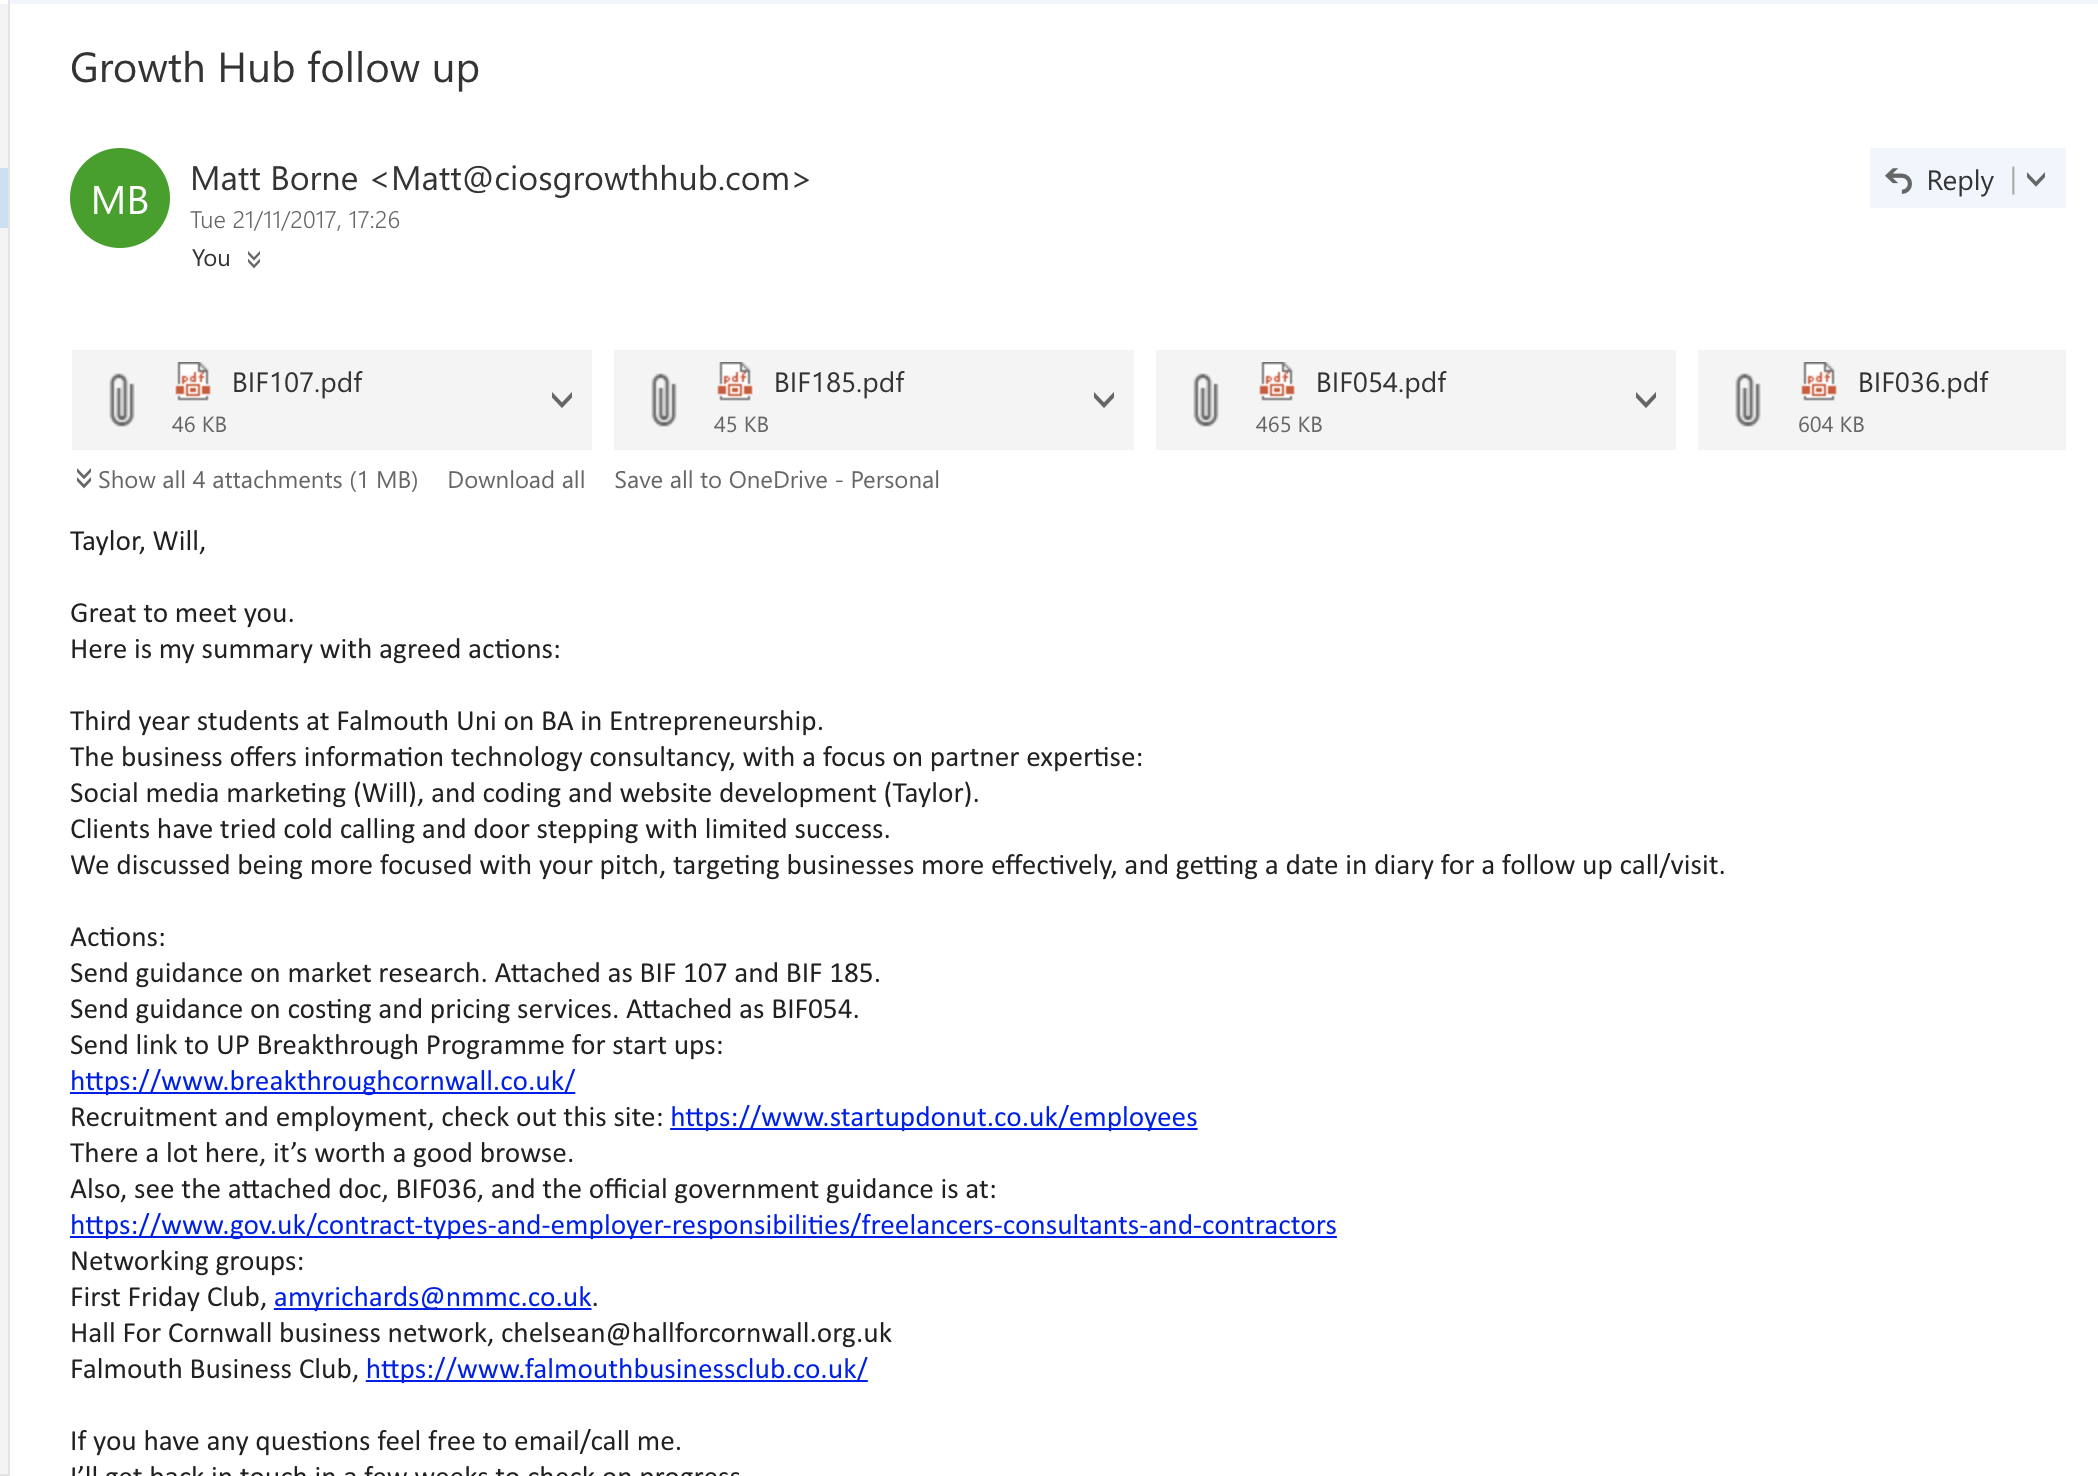 Growth Hub follow up
MB
Matt Borne <Matt@ciosgrowthhub.com>
Tue 21/11/2017, 17:26
You
Reply
BIF107.pdf
46 KB
BIF185.pdf
45 KB
BIF054.pdf
465 KB
BIF036.pdf
604 KB
Show all 4 attachments (1 MB) Download all Save all to OneDrive - Personal
Taylor, Will,
Great to meet you.
Here is my summary with agreed actions:
Third year students at Falmouth Uni on BA in Entrepreneurship.
The business offers information technology consultancy, with a focus on partner expertise:
Social media marketing (Will), and coding and website development (Taylor).
Clients have tried cold calling and door stepping with limited success.
We discussed being more focused with your pitch, targeting businesses more effectively, and getting a date in diary for a follow up call/visit.
Actions:
Send guidance on market research. Attached as BIF 107 and BIF 185.
Send guidance on costing and pricing services. Attached as BIF054.
Send link to UP Breakthrough Programme for start ups:
https://www.breakthroughcornwall.co.uk/
Recruitment and employment, check out this site: https://www.startupdonut.co.uk/employees
There a lot here, it’s worth a good browse.
Also, see the attached doc, BIF036, and the official government guidance is at:
https://www.gov.uk/contract-types-and-employer-responsibilities/freelancers-consultants-and-contractors
Networking groups:
First Friday Club, amyrichards@nmmc.co.uk.
Hall For Cornwall business network, chelsean@hallforcornwall.org.uk
Falmouth Business Club, https://www.falmouthbusinessclub.co.uk/
If you have any questions feel free to email/call me.
I’ll get back in touch in a few weeks to check on progress